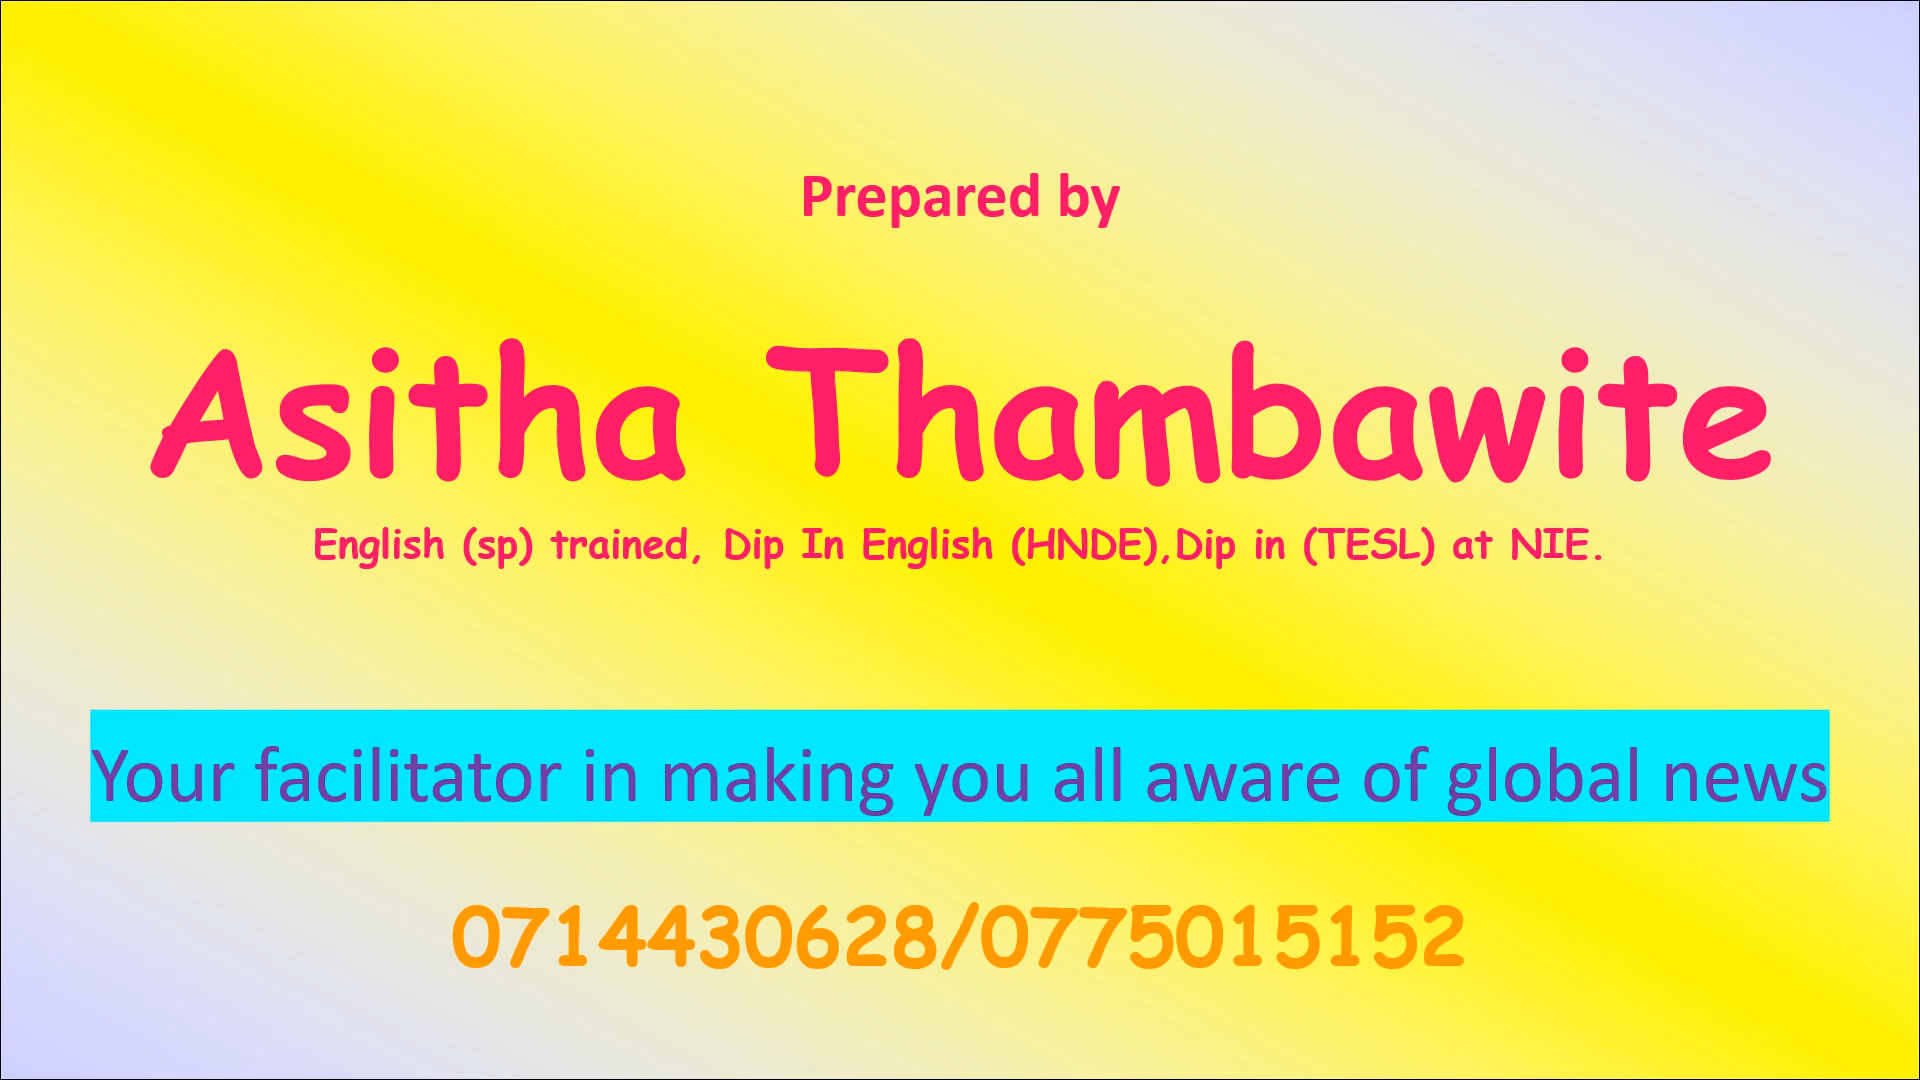 Prepared by
Asitha Thambawite
English (sp) trained, Dip In English (HNDE),Dip in (TESL) at NIE.
Your facilitator in making you all aware of global news
0714430628/0775015152